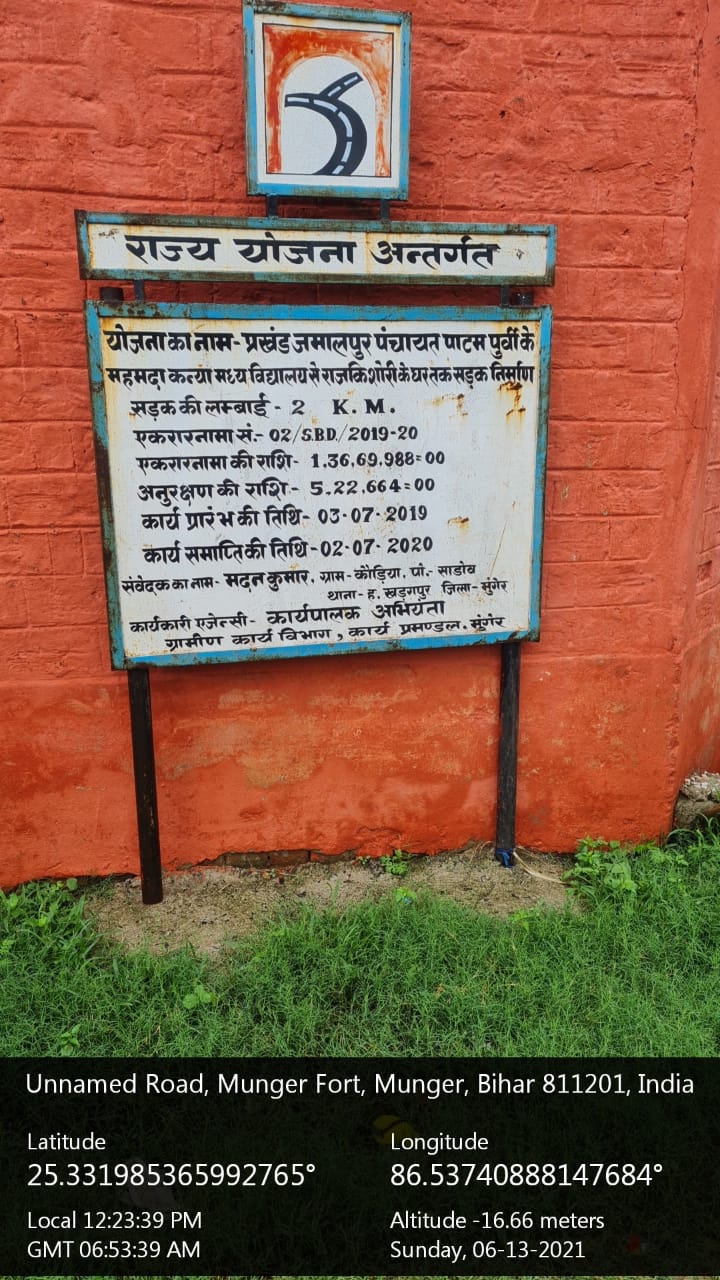 राज्य योजना अन्तर्गत
योजना का नाम- प्रखंड जमालपुर पंचायत पाटम पुर्वी के
महमदा कन्या मध्य विद्यालय से राजकिशोरी के घर तक सड़क निर्माण
सड़क की लम्बाई - 2 K.M.
एकरारनामा सं.- 02/S.B.D./2019-20
एकरारनामा की राशि- 1.36,69.988=00
अनुरक्षण की राशि- 5.22.664=00
कार्य प्रारंभ की तिथि- 03-07-2019
कार्य समाप्ति की तिथि-02-07-2020
संवेदक का नाम- मदन कुमार, ग्राम- कौड़िया, पो.- साडोब
थाना- ह. खड़गपुर जिला- मुंगेर
कार्यकारी एजेन्सी- कार्यपालक अभियंता
ग्रामीण कार्य विभाग, कार्य प्रमण्डल. मुंगेर
Unnamed Road, Munger Fort, Munger, Bihar 811201, India
Latitude Longitude
25.331985365992765° 86.53740888147684°
Local 12:23:39 PM Altitude -16.66 meters
GMT 06:53:39 AM Sunday, 06-13-2021